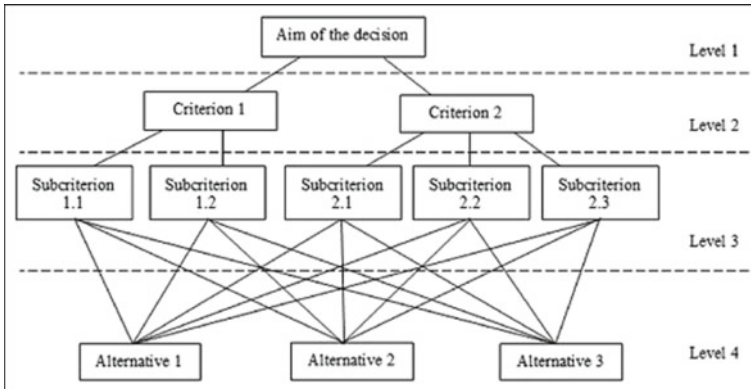 Aim of the decision
Level 1
Criterion 1
Criterion 2
Level 2
Subcriterion
1.1
Subcriterion
1.2
Subcriterion
2.1
Subcriterion
2.2
Subcriterion
2.3
Level 3
Alternative 1
Alternative 2
Alternative 3
Level 4